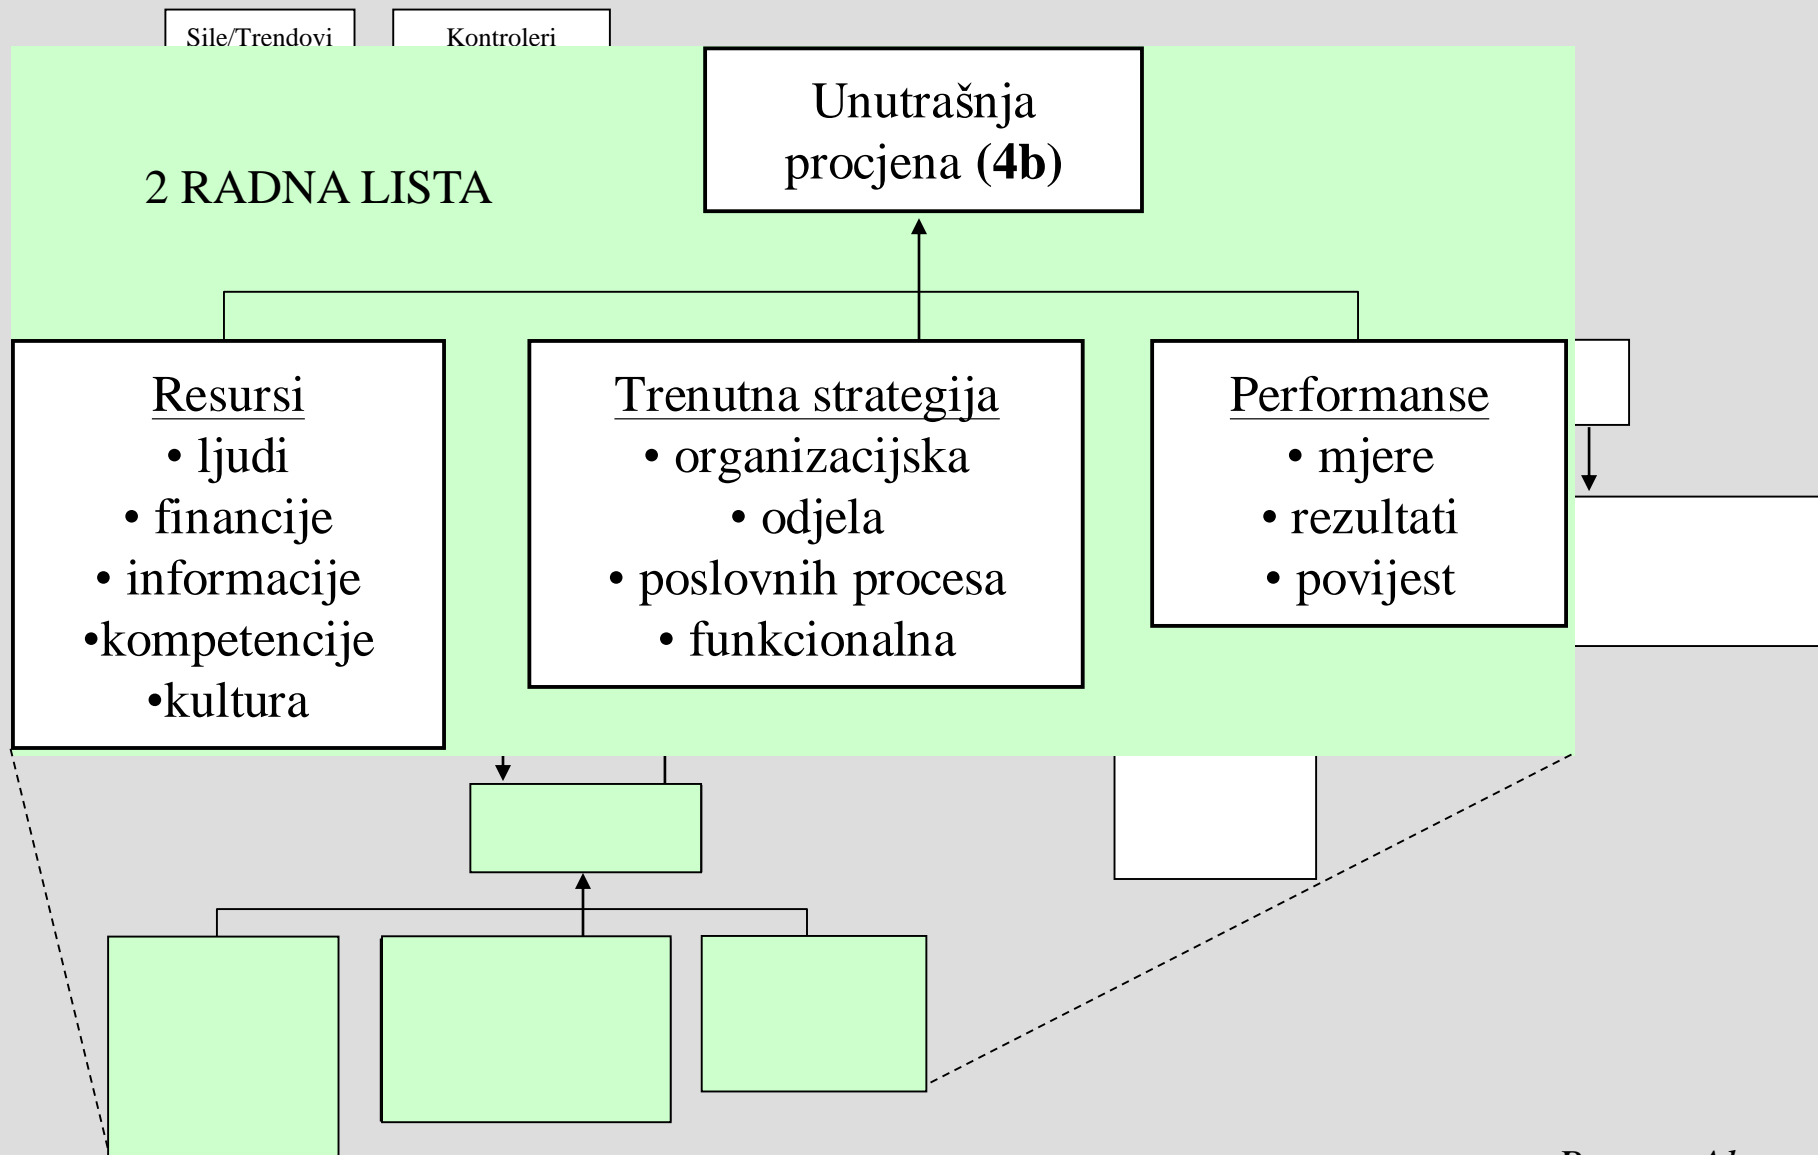 Sile/Trendovi
Kontroleri
Unutrašnja
procjena (4b)
2 RADNA LISTA
Resursi
• ljudi
• financije
• informacije
•kompetencije
•kultura
Trenutna strategija
• organizacijska
• odjela
• poslovnih procesa
• funkcionalna
Performanse
• mjere
• rezultati
• povijest